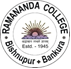 RAMANANDA COLLEGE
Estd - 1945
Bishnupur • Bankura